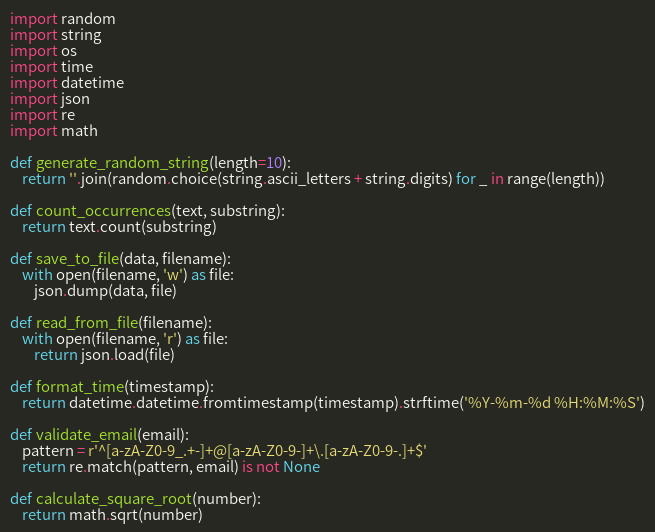 import random
import string
import os
import time
import datetime
import json
import re
import math

def generate_random_string(length=10):
    return ''.join(random.choice(string.ascii_letters + string.digits) for _ in range(length))

def count_occurrences(text, substring):
    return text.count(substring)

def save_to_file(data, filename):
    with open(filename, 'w') as file:
        json.dump(data, file)

def read_from_file(filename):
    with open(filename, 'r') as file:
        return json.load(file)

def format_time(timestamp):
    return datetime.datetime.fromtimestamp(timestamp).strftime('%Y-%m-%d %H:%M:%S')

def validate_email(email):
    pattern = r'^[a-zA-Z0-9_.+-]+@[a-zA-Z0-9-]+\.[a-zA-Z0-9-.]+$'
    return re.match(pattern, email) is not None

def calculate_square_root(number):
    return math.sqrt(number)